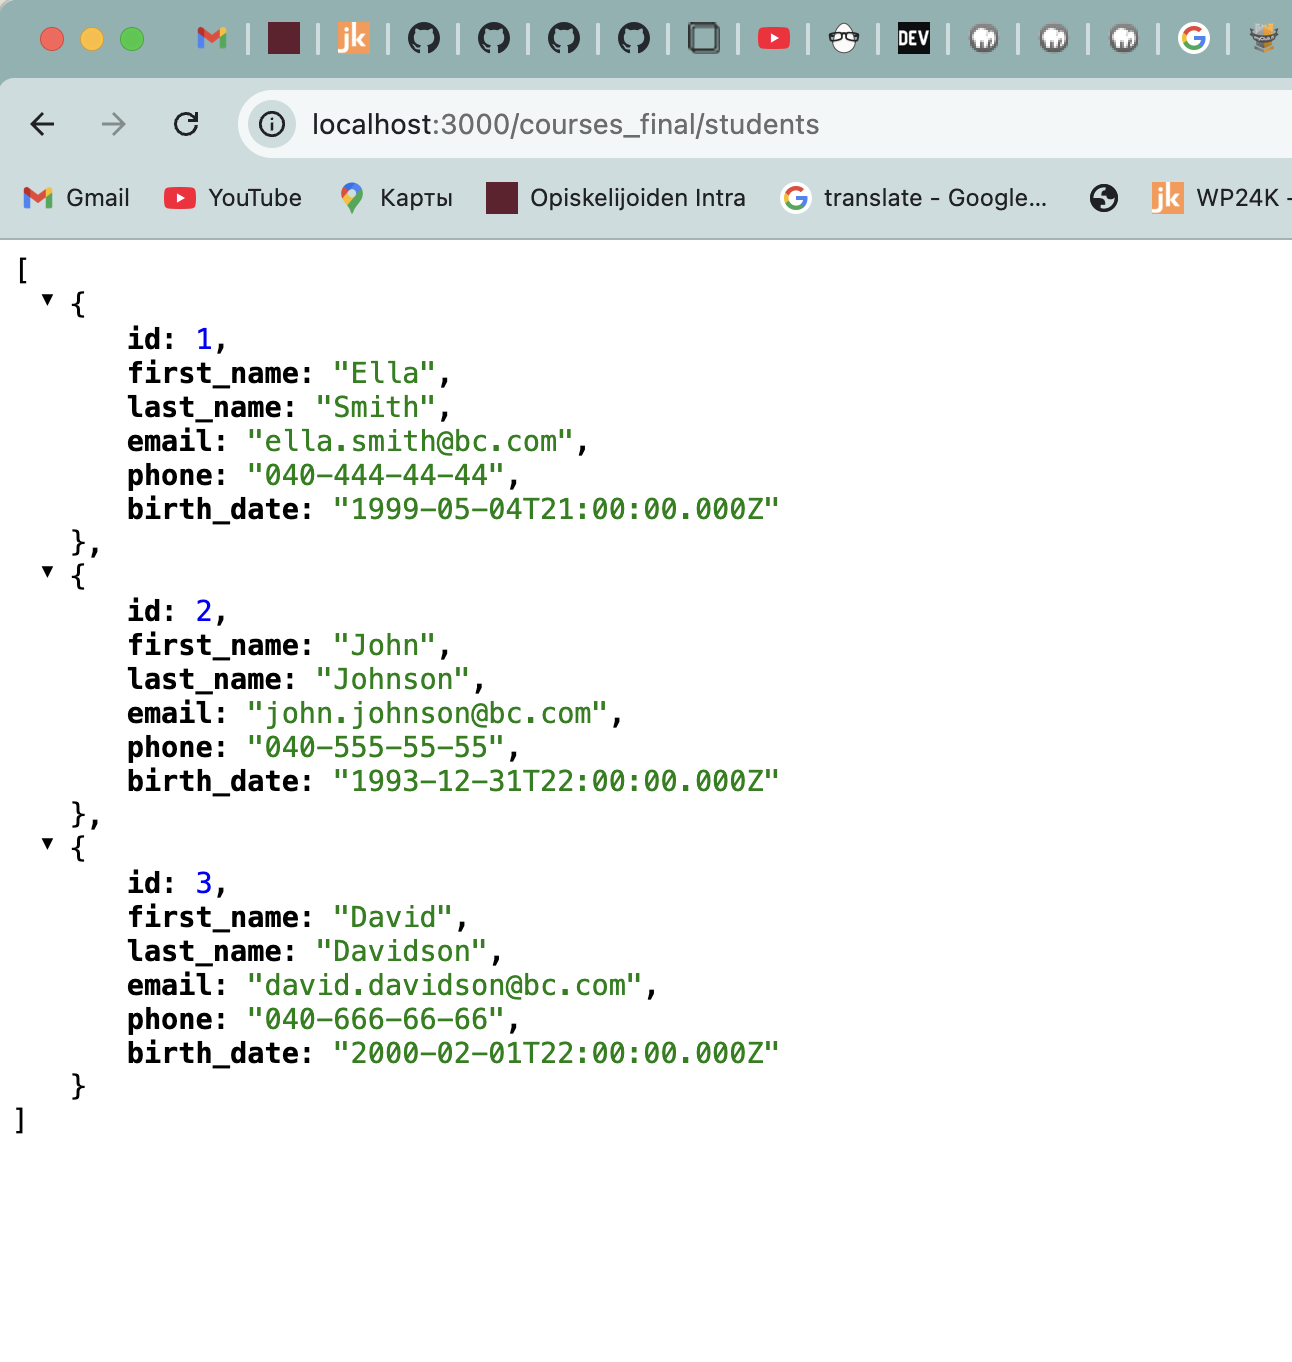 jk DEV
localhost:3000/courses_final/students
Gmail YouTube Карты Opiskelijoiden Intra translate - Google... jk WP24K -
[
▼ {
id: 1,
first_name: "Ella",
last_name: "Smith",
email: "ella.smith@bc.com",
phone: "040-444-44-44",
birth_date: "1999-05-04T21:00:00.000Z"
},
▼ {
id: 2,
first_name: "John",
last_name: "Johnson",
email: "john.johnson@bc.com",
phone: "040-555-55-55",
birth_date: "1993-12-31T22:00:00.000Z"
},
▼ {
id: 3,
first_name: "David",
last_name: "Davidson",
email: "david.davidson@bc.com",
phone: "040-666-66-66",
birth_date: "2000-02-01T22:00:00.000Z"
}
]